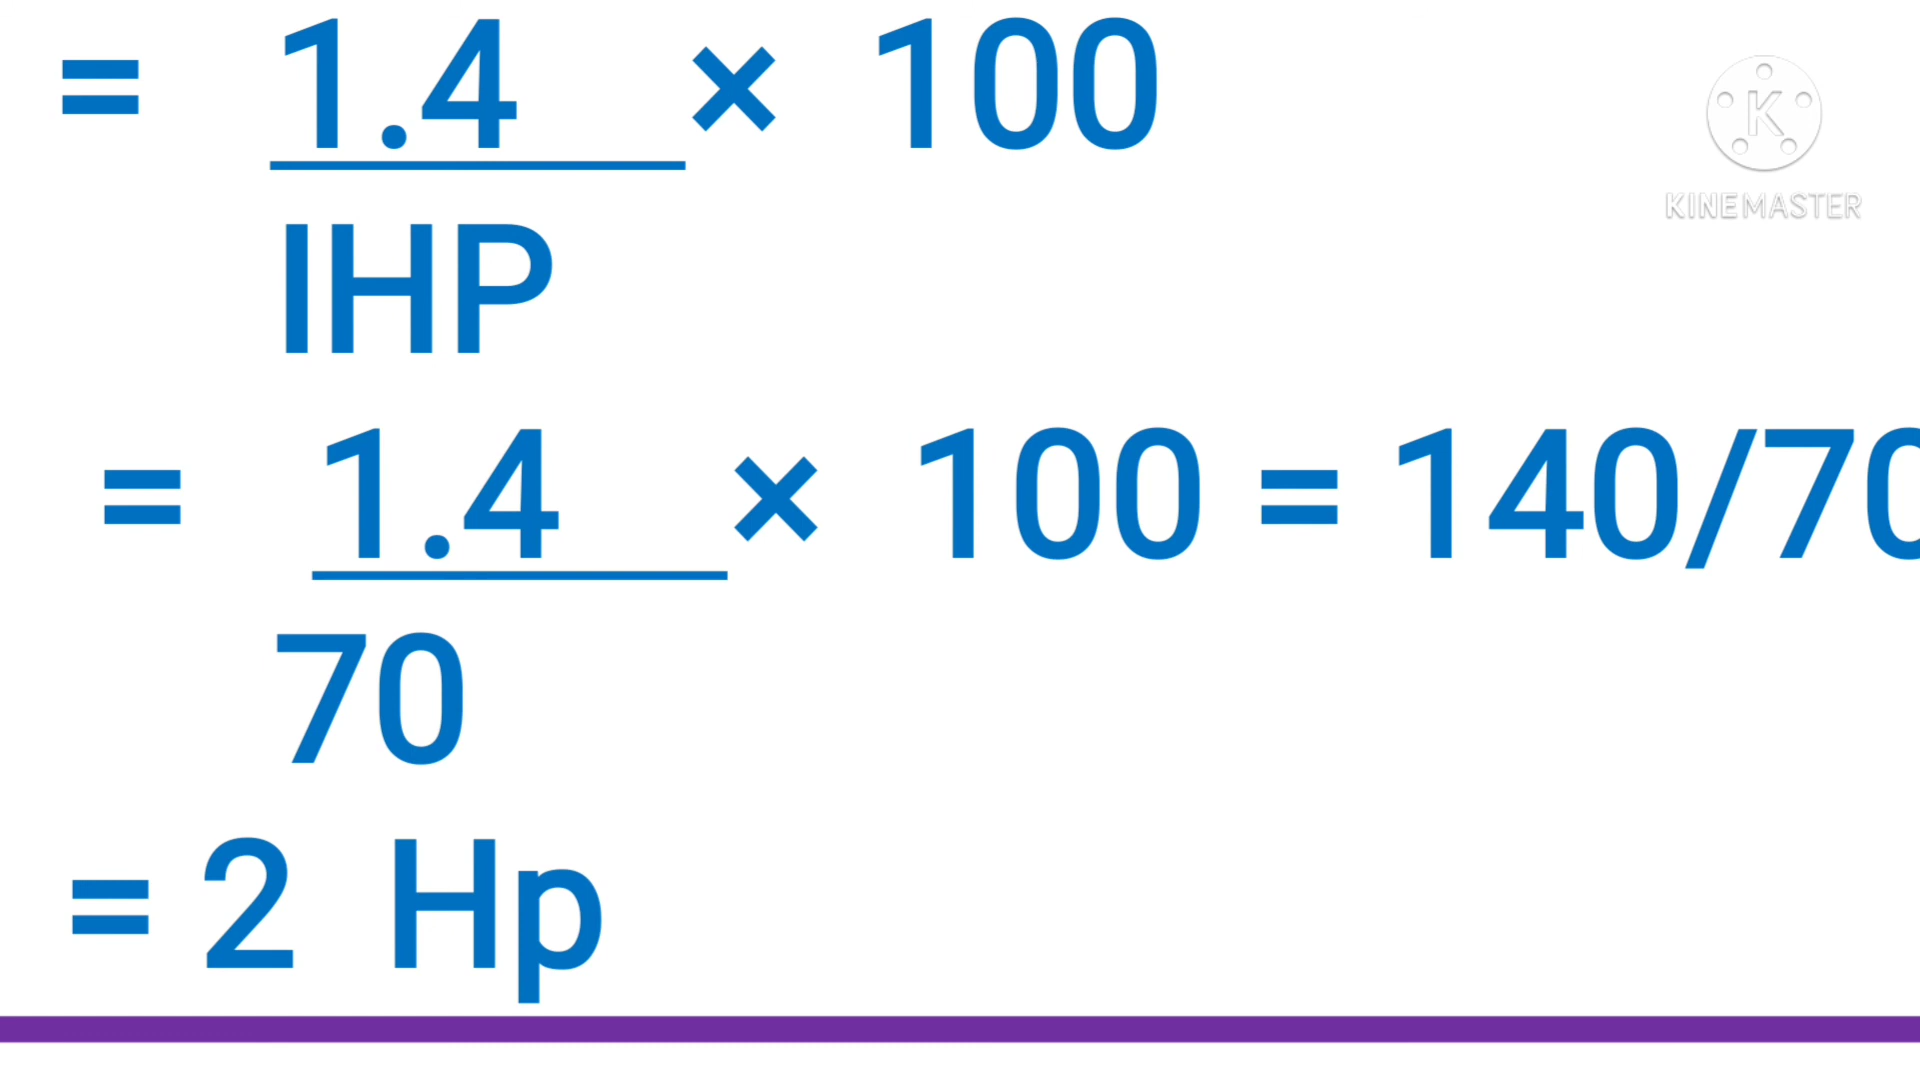 = 1.4 × 100
IHP
= 1.4 × 100 = 140/70
70
= 2 Hp
K
KINEMASTER